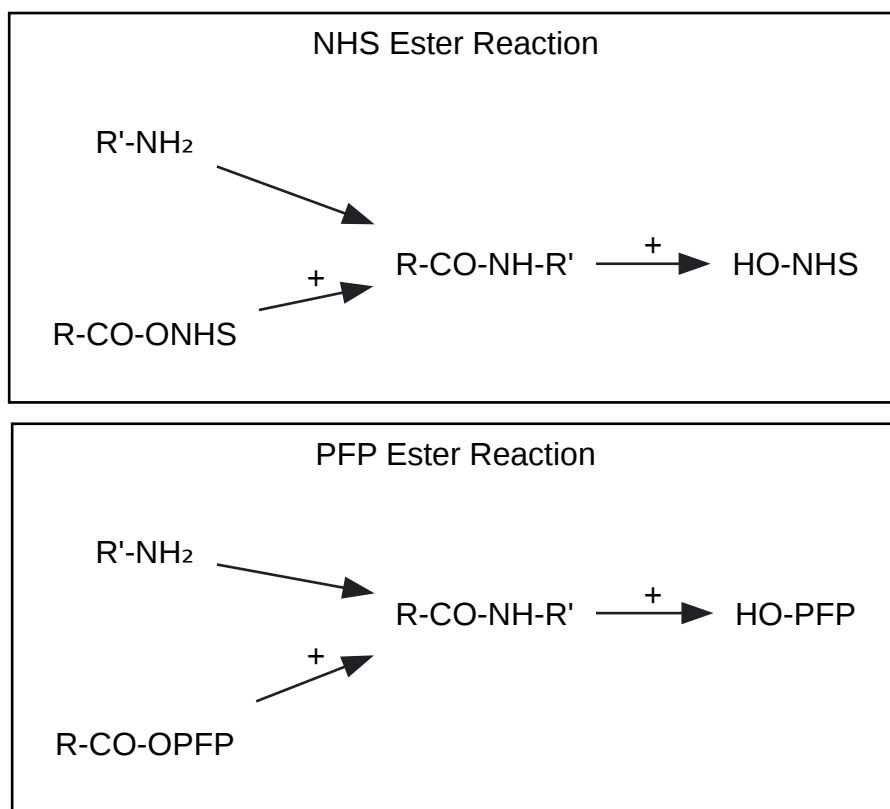 NHS Ester Reaction
R'-NH₂
+
R-CO-ONHS
R-CO-NH-R'
+
HO-NHS
PFP Ester Reaction
R'-NH₂
+
R-CO-OPFP
R-CO-NH-R'
+
HO-PFP